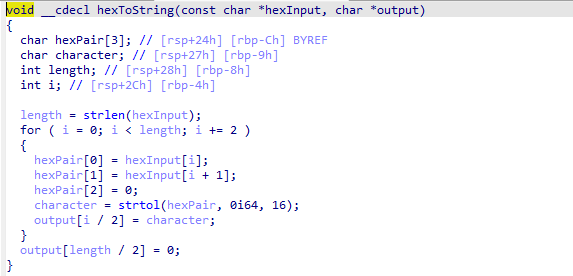 void __cdecl hexToString(const char *hexInput, char *output)
{
  char hexPair[3]; // [rsp+24h] [rbp-Ch] BYREF
  char character; // [rsp+27h] [rbp-9h]
  int length; // [rsp+28h] [rbp-8h]
  int i; // [rsp+2Ch] [rbp-4h]

  length = strlen(hexInput);
  for ( i = 0; i < length; i += 2 )
  {
    hexPair[0] = hexInput[i];
    hexPair[1] = hexInput[i + 1];
    hexPair[2] = 0;
    character = strtol(hexPair, 0i64, 16);
    output[i / 2] = character;
  }
  output[length / 2] = 0;
}